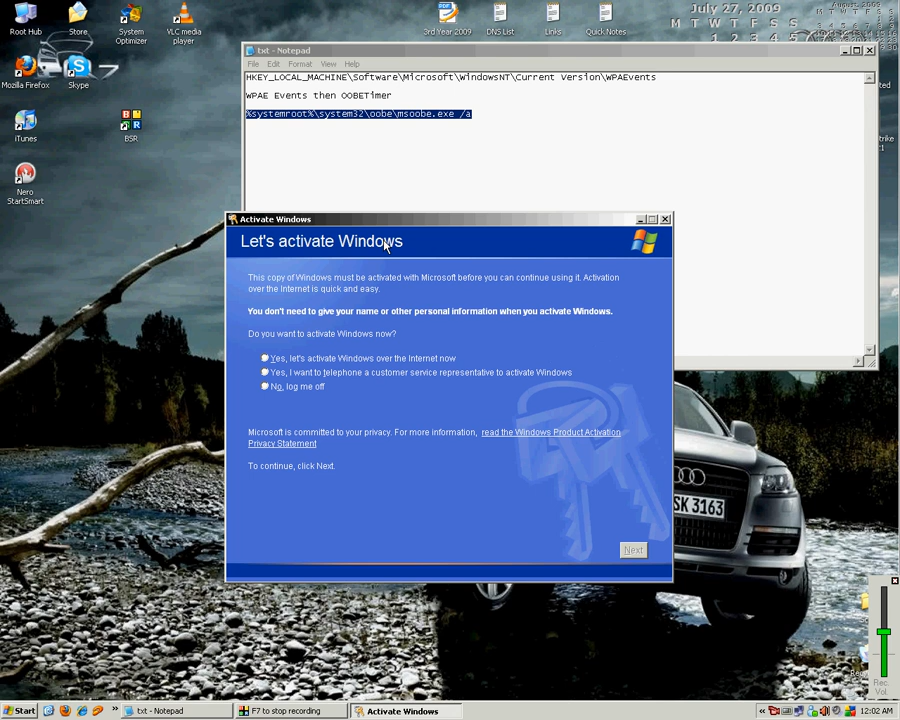 Root Hub
Store
System
Optimizer
VLC media
player
3rd Year 2009
DNS List
Links
Quick Notes
July 27, 2009
M T W T F S S
1 2 3 4 5
August 2009
M T W T F S S
Mozilla Firefox
Skype
iTunes
BSR
Nero
StartSmart
txt - Notepad
File Edit Format View Help
HKEY_LOCAL_MACHINE\Software\Microsoft\WindowsNT\Current Version\WPAEvents
WPAE Events then OOBETimer
%systemroot%\system32\oobe\msoobe.exe /a
Activate Windows
Let's activate Windows
This copy of Windows must be activated with Microsoft before you can continue using it. Activation
over the Internet is quick and easy.
You don't need to give your name or other personal information when you activate Windows.
Do you want to activate Windows now?
Yes, let's activate Windows over the Internet now
Yes, I want to telephone a customer service representative to activate Windows
No, log me off
Microsoft is committed to your privacy. For more information, read the Windows Product Activation
Privacy Statement
To continue, click Next.
Next
SK 3163
Rec.
Vol.
Start
txt - Notepad
F7 to stop recording
Activate Windows
12:02 AM